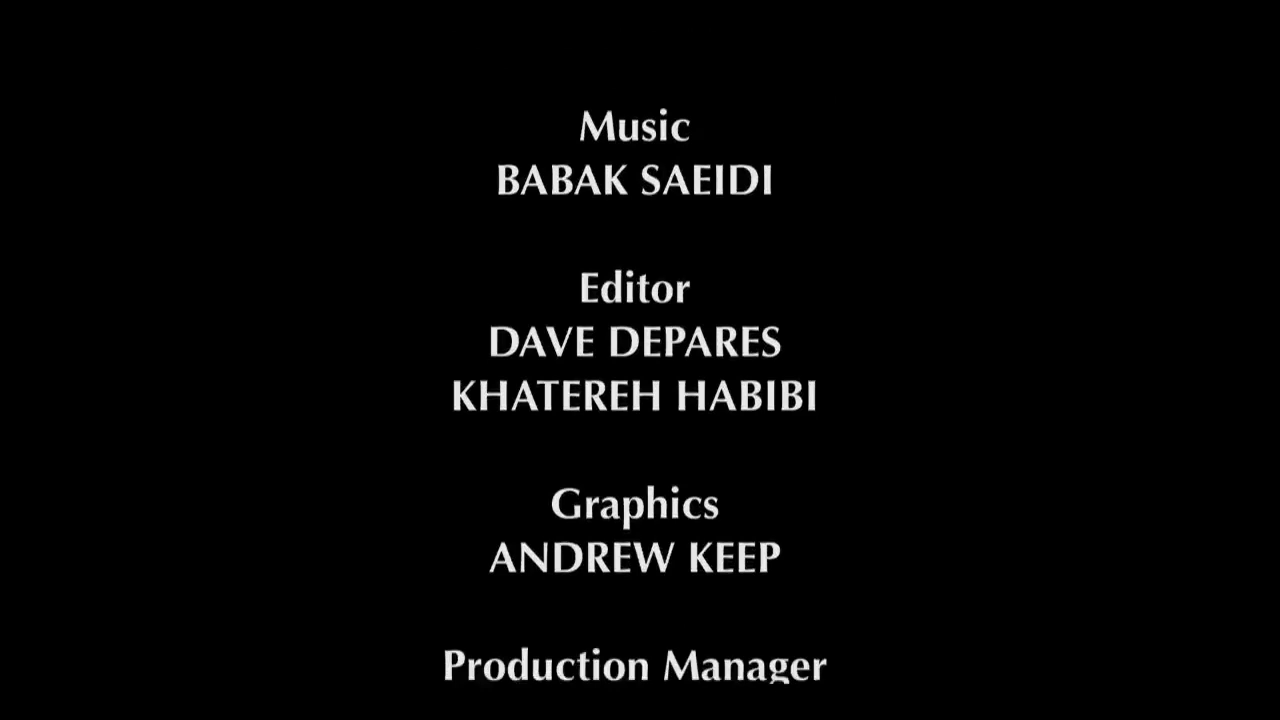 Music
BABAK SAEIDI
Editor
DAVE DEPARES
KHATEREH HABIBI
Graphics
ANDREW KEEP
Production Manager